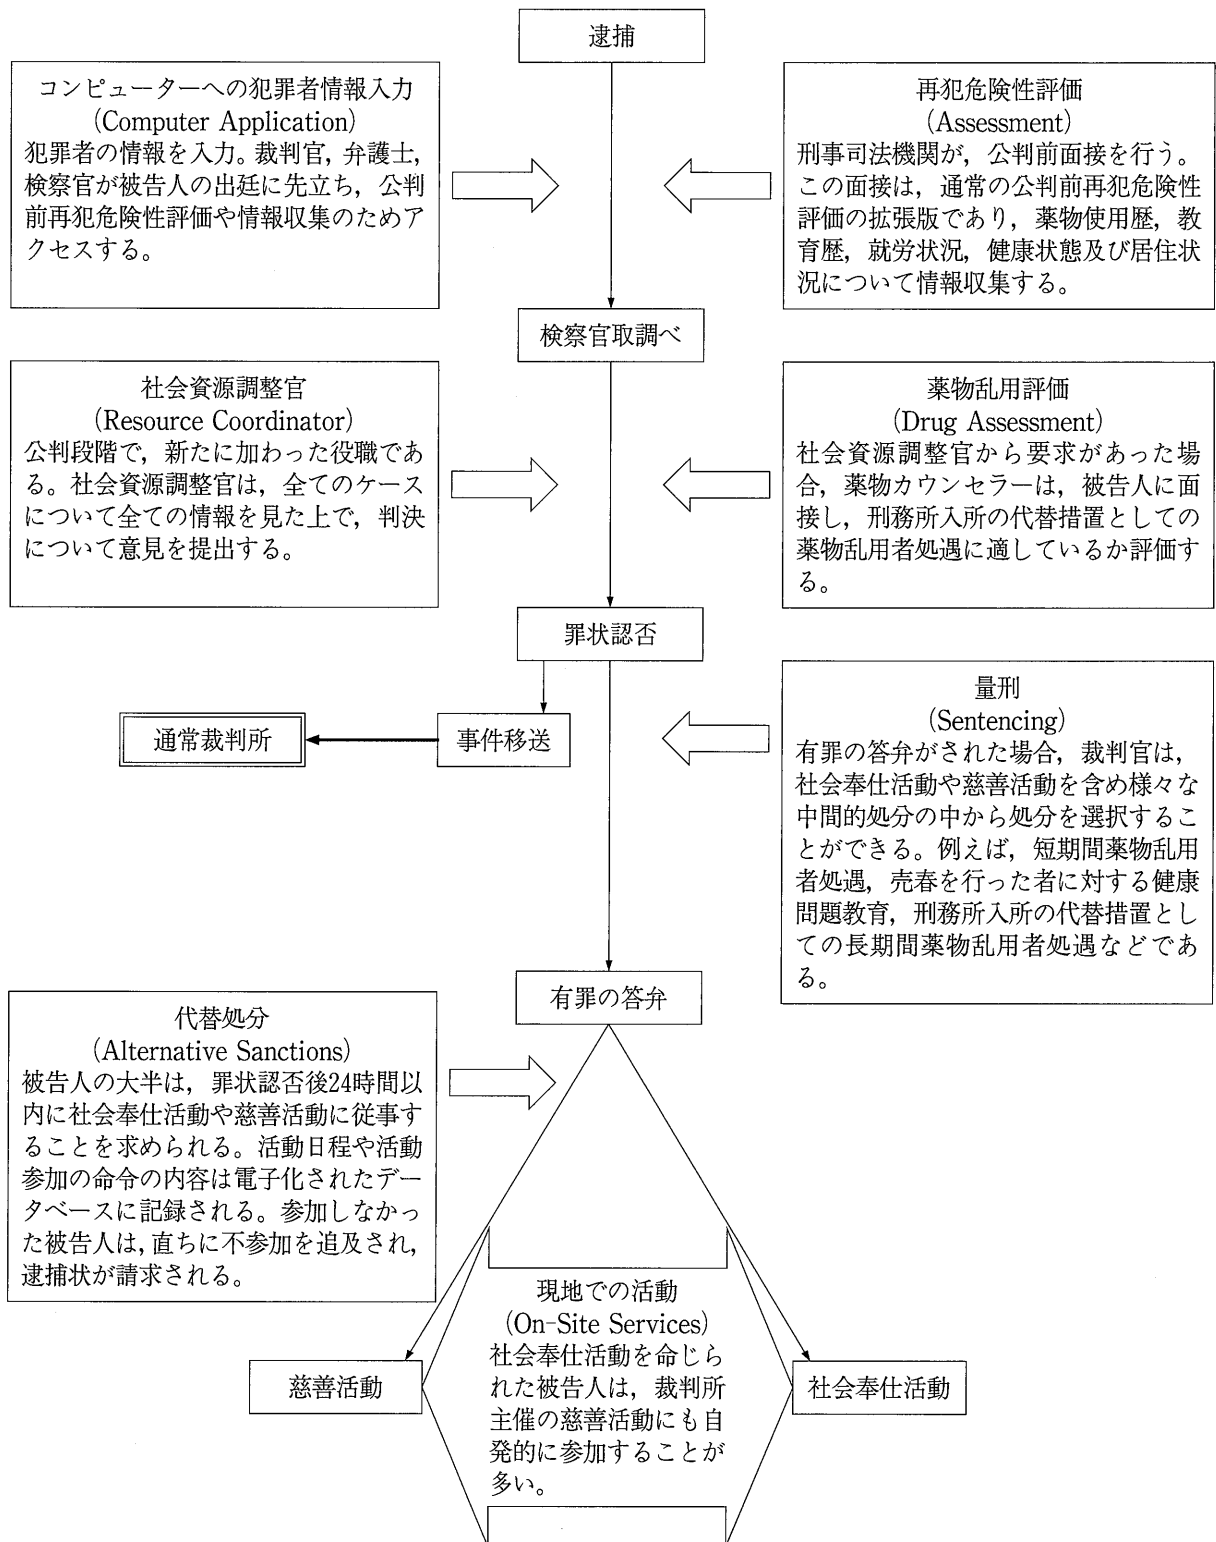 逮捕
コンピューターへの犯罪者情報入力
(Computer Application)
犯罪者の情報を入力。裁判官，弁護士，
検察官が被告人の出廷に先立ち，公判
前再犯危険性評価や情報収集のためア
クセスする。
再犯危険性評価
(Assessment)
刑事司法機関が，公判前面接を行う。
この面接は，通常の公判前再犯危険性
評価の拡張版であり，薬物使用歴，教
育歴，就労状況，健康状態及び居住状
況について情報収集する。
検察官取調べ
社会資源調整官
(Resource Coordinator)
公判段階で，新たに加わった役職であ
る。社会資源調整官は，全てのケース
について全ての情報を見た上で，判決
について意見を提出する。
薬物乱用評価
(Drug Assessment)
社会資源調整官から要求があった場
合，薬物カウンセラーは，被告人に面
接し，刑務所入所の代替措置としての
薬物乱用者処遇に適しているか評価す
る。
罪状認否
通常裁判所
事件移送
量刑
(Sentencing)
有罪の答弁がされた場合，裁判官は，
社会奉仕活動や慈善活動を含め様々な
中間的処分の中から処分を選択するこ
とができる。例えば，短期間薬物乱用
者処遇，売春を行った者に対する健康
問題教育，刑務所入所の代替措置とし
ての長期間薬物乱用者処遇などであ
る。
有罪の答弁
代替処分
(Alternative Sanctions)
被告人の大半は，罪状認否後24時間以
内に社会奉仕活動や慈善活動に従事す
ることを求められる。活動日程や活動
参加の命令の内容は電子化されたデー
タベースに記録される。参加しなかっ
た被告人は，直ちに不参加を追及され，
逮捕状が請求される。
現地での活動
(On-Site Services)
社会奉仕活動を命じら
れた被告人は，裁判所
主催の慈善活動にも自
発的に参加することが
多い。
慈善活動
社会奉仕活動